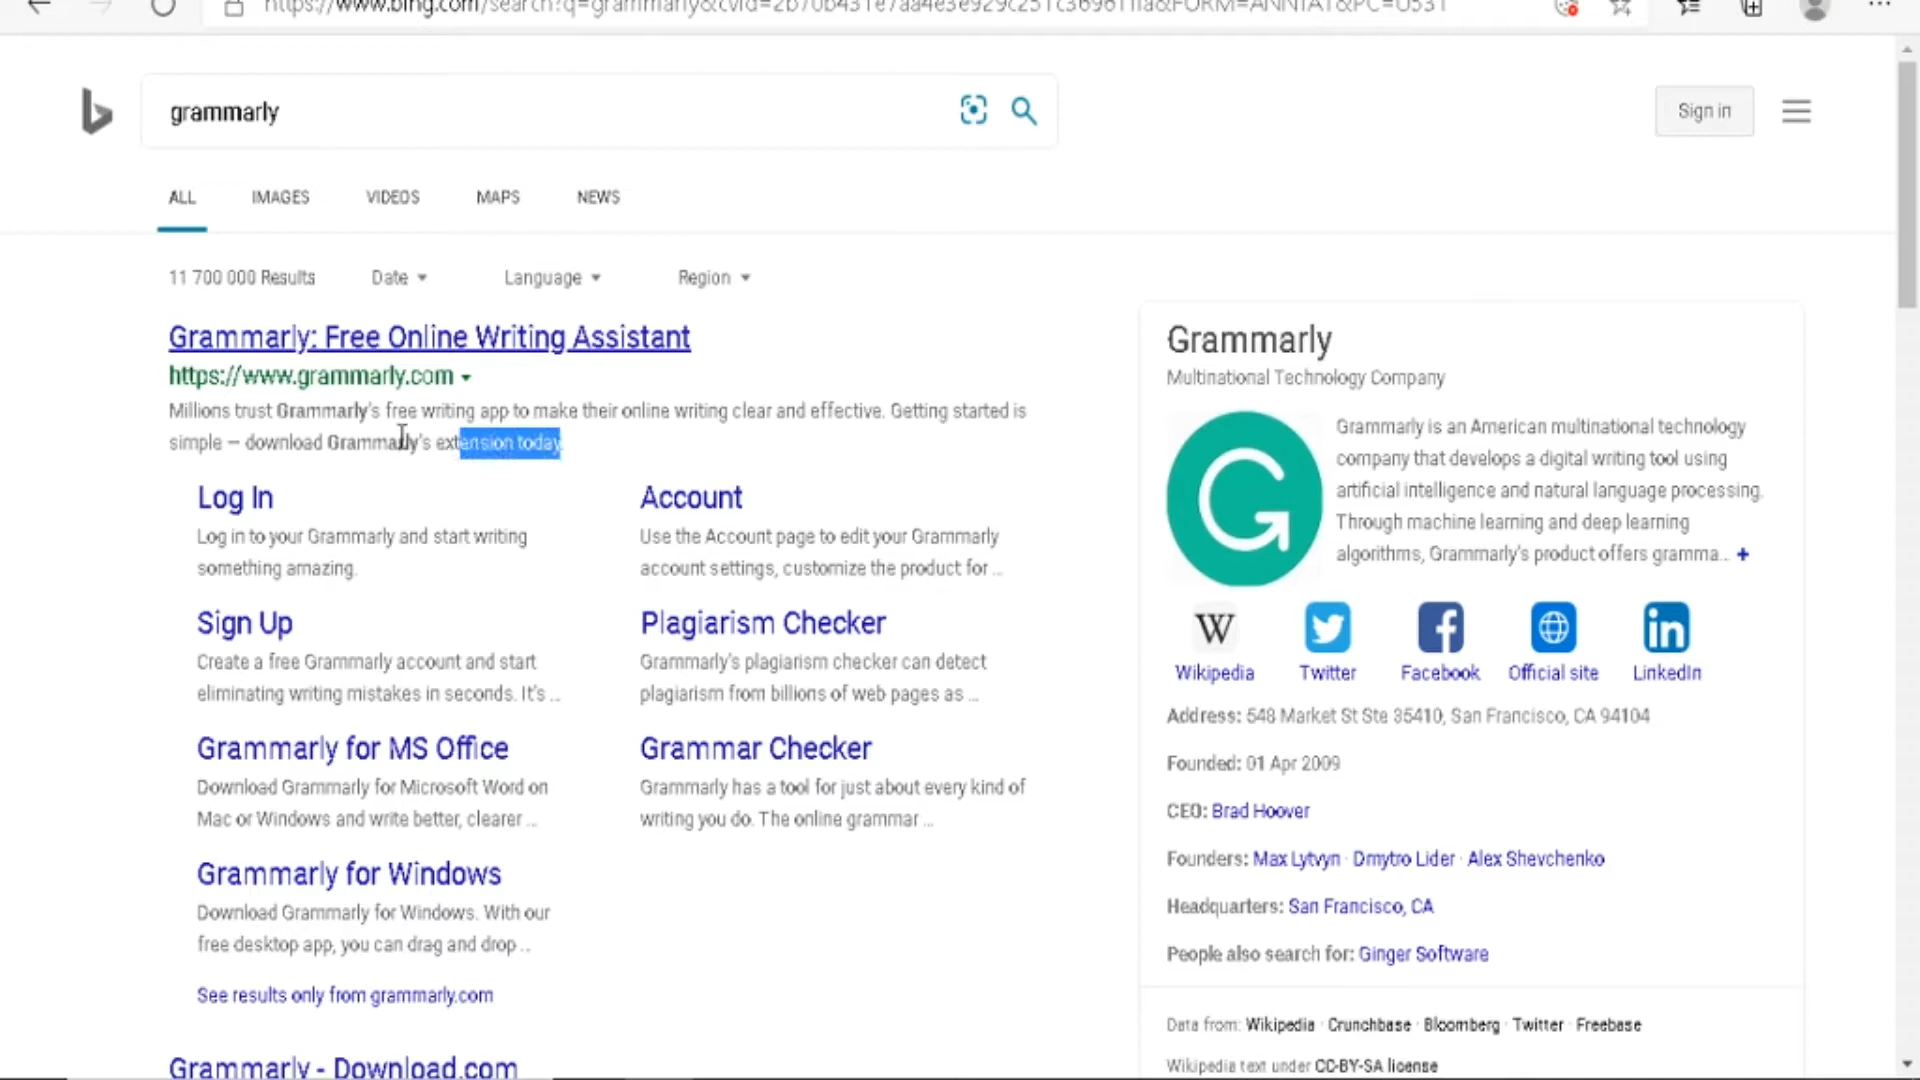 grammarly
Sign in
ALL IMAGES VIDEOS MAPS NEWS
11 700 000 Results Date Language Region
Grammarly: Free Online Writing Assistant
https://www.grammarly.com
Millions trust Grammarly's free writing app to make their online writing clear and effective. Getting started is
simple – download Grammarly's extension today.
Log In
Log in to your Grammarly and start writing
something amazing.
Account
Use the Account page to edit your Grammarly
account settings, customize the product for ...
Sign Up
Create a free Grammarly account and start
eliminating writing mistakes in seconds. It's ...
Plagiarism Checker
Grammarly's plagiarism checker can detect
plagiarism from billions of web pages as ...
Grammarly for MS Office
Download Grammarly for Microsoft Word on
Mac or Windows and write better, clearer ...
Grammar Checker
Grammarly has a tool for just about every kind of
writing you do. The online grammar ...
Grammarly for Windows
Download Grammarly for Windows. With our
free desktop app, you can drag and drop ...
See results only from grammarly.com
Grammarly - Download.com
Grammarly
Multinational Technology Company
Grammarly is an American multinational technology
company that develops a digital writing tool using
artificial intelligence and natural language processing.
Through machine learning and deep learning
algorithms, Grammarly's product offers gramma... +
W
in
Wikipedia Twitter Facebook Official site LinkedIn
Address: 548 Market St Ste 35410, San Francisco, CA 94104
Founded: 01 Apr 2009
CEO: Brad Hoover
Founders: Max Lytvyn · Dmytro Lider · Alex Shevchenko
Headquarters: San Francisco, CA
People also search for: Ginger Software
Data from: Wikipedia · Crunchbase · Bloomberg · Twitter · Freebase
Wikipedia text under CC-BY-SA license